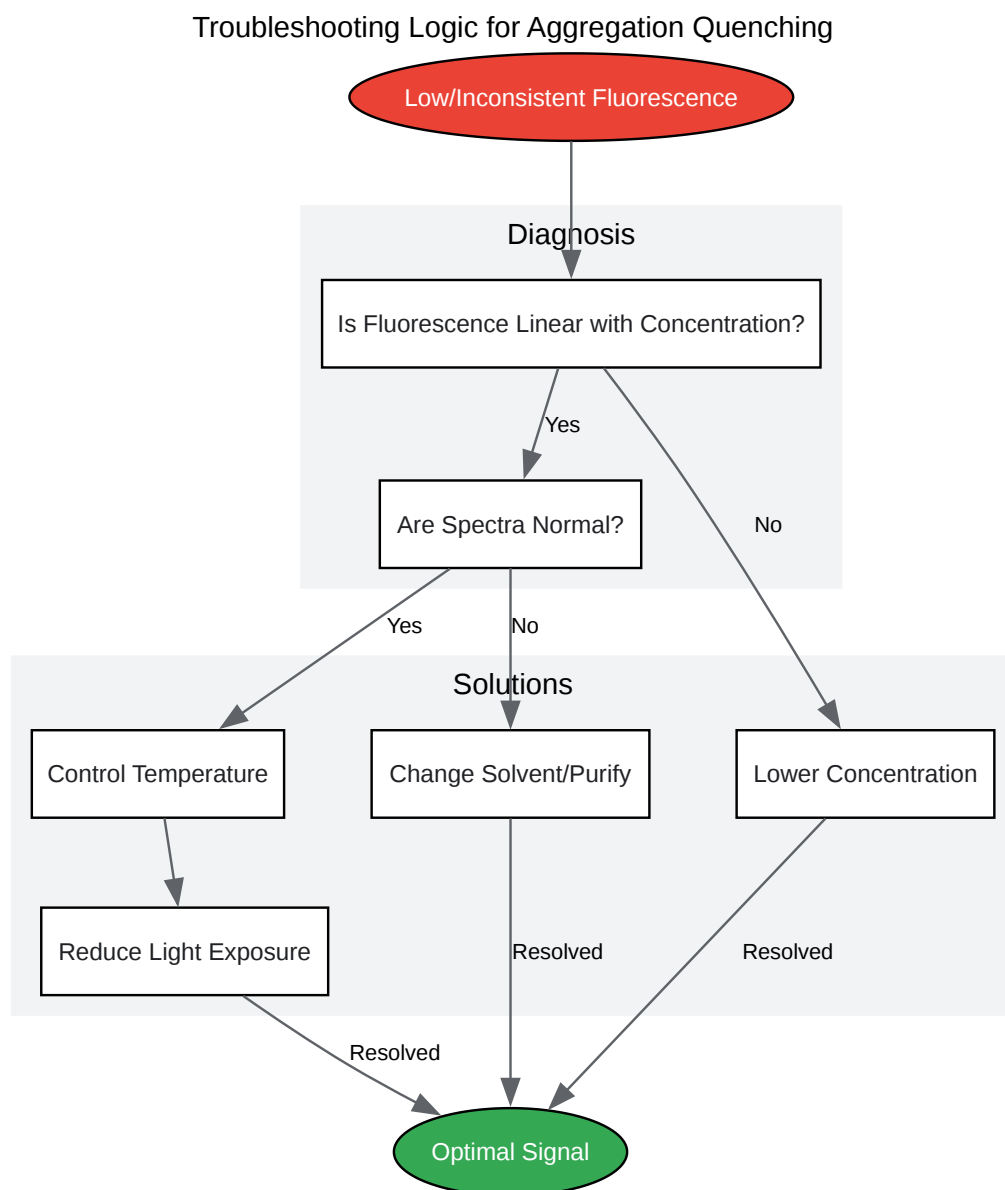 Troubleshooting Logic for Aggregation Quenching
Low/Inconsistent Fluorescence
Diagnosis
Is Fluorescence Linear with Concentration?
Yes
Are Spectra Normal?
No
Yes
No
Solutions
Control Temperature
Change Solvent/Purify
Lower Concentration
Reduce Light Exposure
Resolved
Resolved
Resolved
Optimal Signal